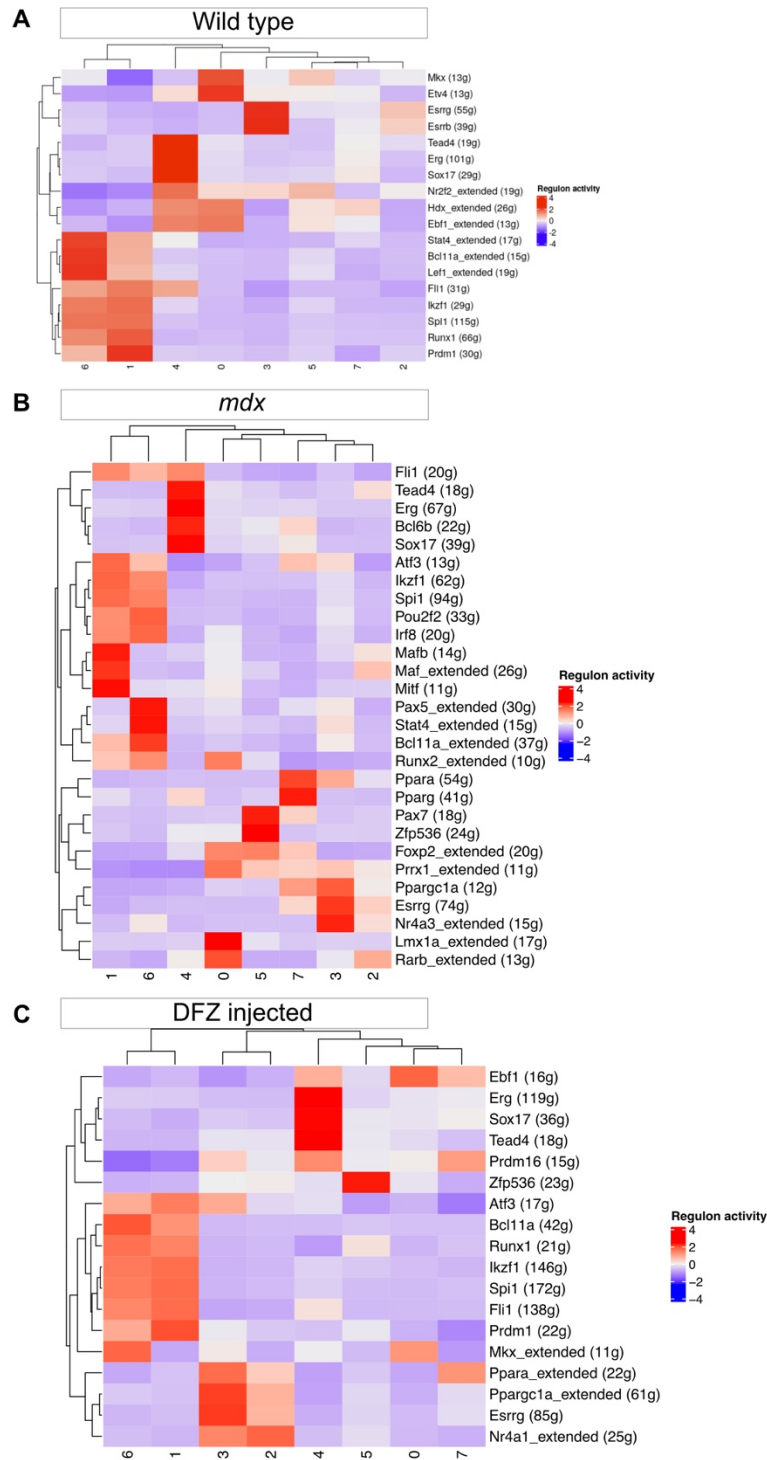 A
Wild type
Mkx (13g)
Etv4 (13g)
Esrrg (55g)
Esrrb (39g)
Tead4 (19g)
Erg (101g)
Sox17 (29g)
Nr2f2_extended (19g)
Hdx_extended (26g)
Ebf1_extended (13g)
Stat4_extended (17g)
Bcl11a_extended (15g)
Lef1_extended (19g)
Fli1 (31g)
Ikzf1 (29g)
Spi1 (115g)
Runx1 (66g)
Prdm1 (30g)
6 1 4 0 3 5 7 2
Regulon activity
4
2
0
-2
-4
B
mdx
Fli1 (20g)
Tead4 (18g)
Erg (67g)
Bcl6b (22g)
Sox17 (39g)
Atf3 (13g)
Ikzf1 (62g)
Spi1 (94g)
Pou2f2 (33g)
Irf8 (20g)
Mafb (14g)
Maf_extended (26g)
Mitf (11g)
Pax5_extended (30g)
Stat4_extended (15g)
Bcl11a_extended (37g)
Runx2_extended (10g)
Ppara (54g)
Pparg (41g)
Pax7 (18g)
Zfp536 (24g)
Foxp2_extended (20g)
Prrx1_extended (11g)
Ppargc1a (12g)
Esrrg (74g)
Nr4a3_extended (15g)
Lmx1a_extended (17g)
Rarb_extended (13g)
1 6 4 0 5 7 3 2
Regulon activity
4
2
0
-2
-4
C
DFZ injected
Ebf1 (16g)
Erg (119g)
Sox17 (36g)
Tead4 (18g)
Prdm16 (15g)
Zfp536 (23g)
Atf3 (17g)
Bcl11a (42g)
Runx1 (21g)
Ikzf1 (146g)
Spi1 (172g)
Fli1 (138g)
Prdm1 (22g)
Mkx_extended (11g)
Ppara_extended (22g)
Ppargc1a_extended (61g)
Esrrg (85g)
Nr4a1_extended (25g)
6 1 3 2 4 5 0 7
Regulon activity
4
2
0
-2
-4